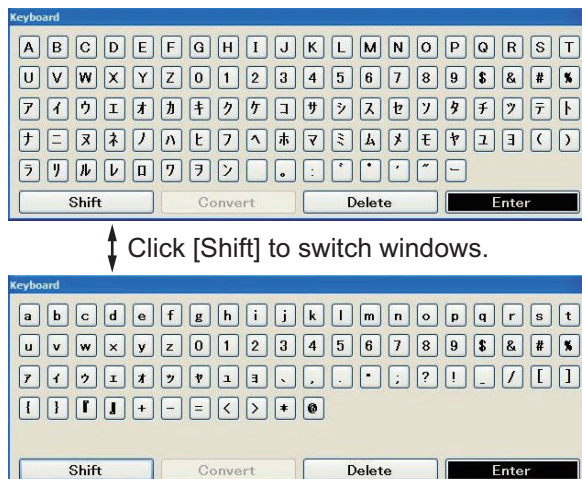 Keyboard
A B C D E F G H I J K L M N O P Q R S T
U V W X Y Z 0 1 2 3 4 5 6 7 8 9 $ & # %
ア イ ウ エ オ カ キ ク ケ コ サ シ ス セ ソ タ チ ツ テ ト
ナ ニ ヌ ネ ノ ハ ヒ フ ヘ ホ マ ミ ム メ モ ヤ ユ ヨ ( )
ラ リ ル レ ロ ワ ヲ ン 。 : ー
Shift Convert Delete Enter
Click [Shift] to switch windows.
Keyboard
a b c d e f g h i j k l m n o p q r s t
u v w x y z 0 1 2 3 4 5 6 7 8 9 $ & # %
ァ ィ ゥ ェ ォ ッ ャ ュ ョ 、 , . ・ ; ? ! _ / [ ]
{ } 『 』 + - = < > * @
Shift Convert Delete Enter